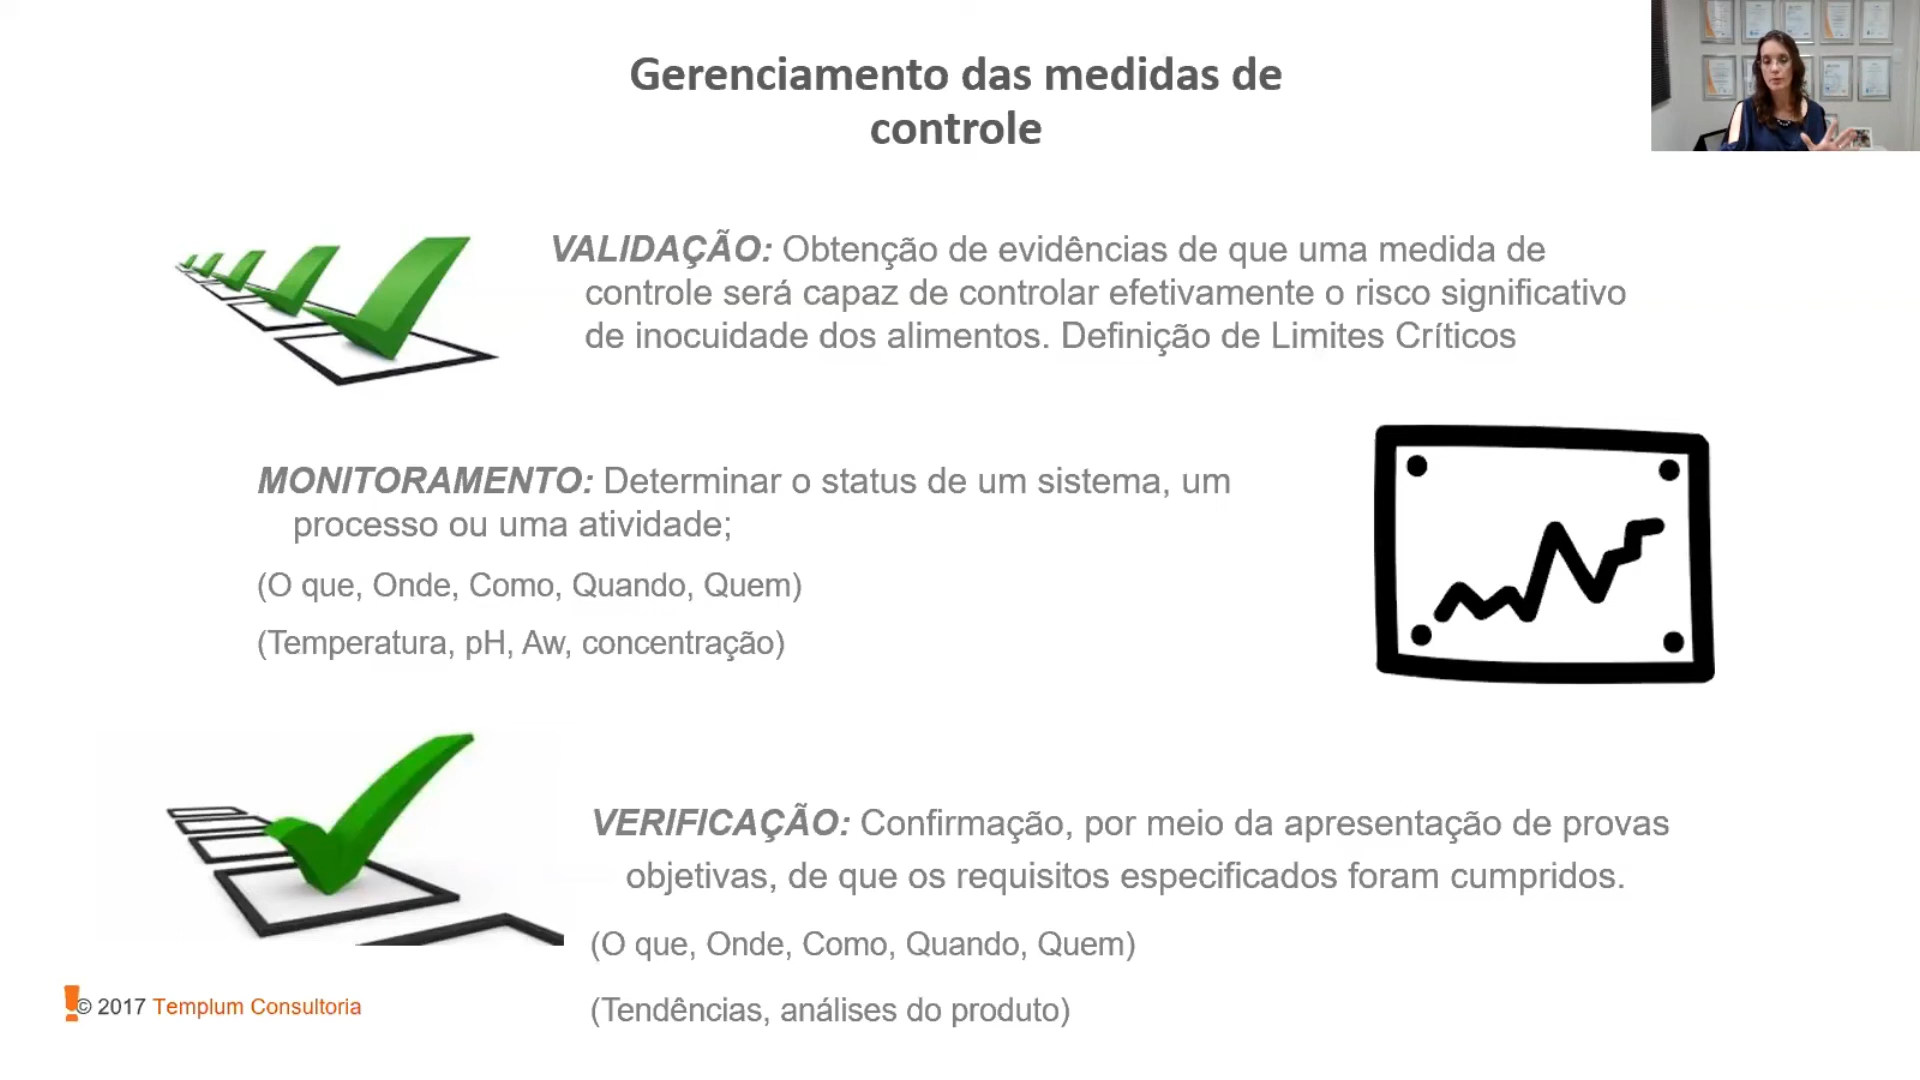 Gerenciamento das medidas de
controle
VALIDAÇÃO: Obtenção de evidências de que uma medida de
controle será capaz de controlar efetivamente o risco significativo
de inocuidade dos alimentos. Definição de Limites Críticos
MONITORAMENTO: Determinar o status de um sistema, um
processo ou uma atividade;
(O que, Onde, Como, Quando, Quem)
(Temperatura, pH, Aw, concentração)
VERIFICAÇÃO: Confirmação, por meio da apresentação de provas
objetivas, de que os requisitos especificados foram cumpridos.
(O que, Onde, Como, Quando, Quem)
(Tendências, análises do produto)
© 2017 Templum Consultoria